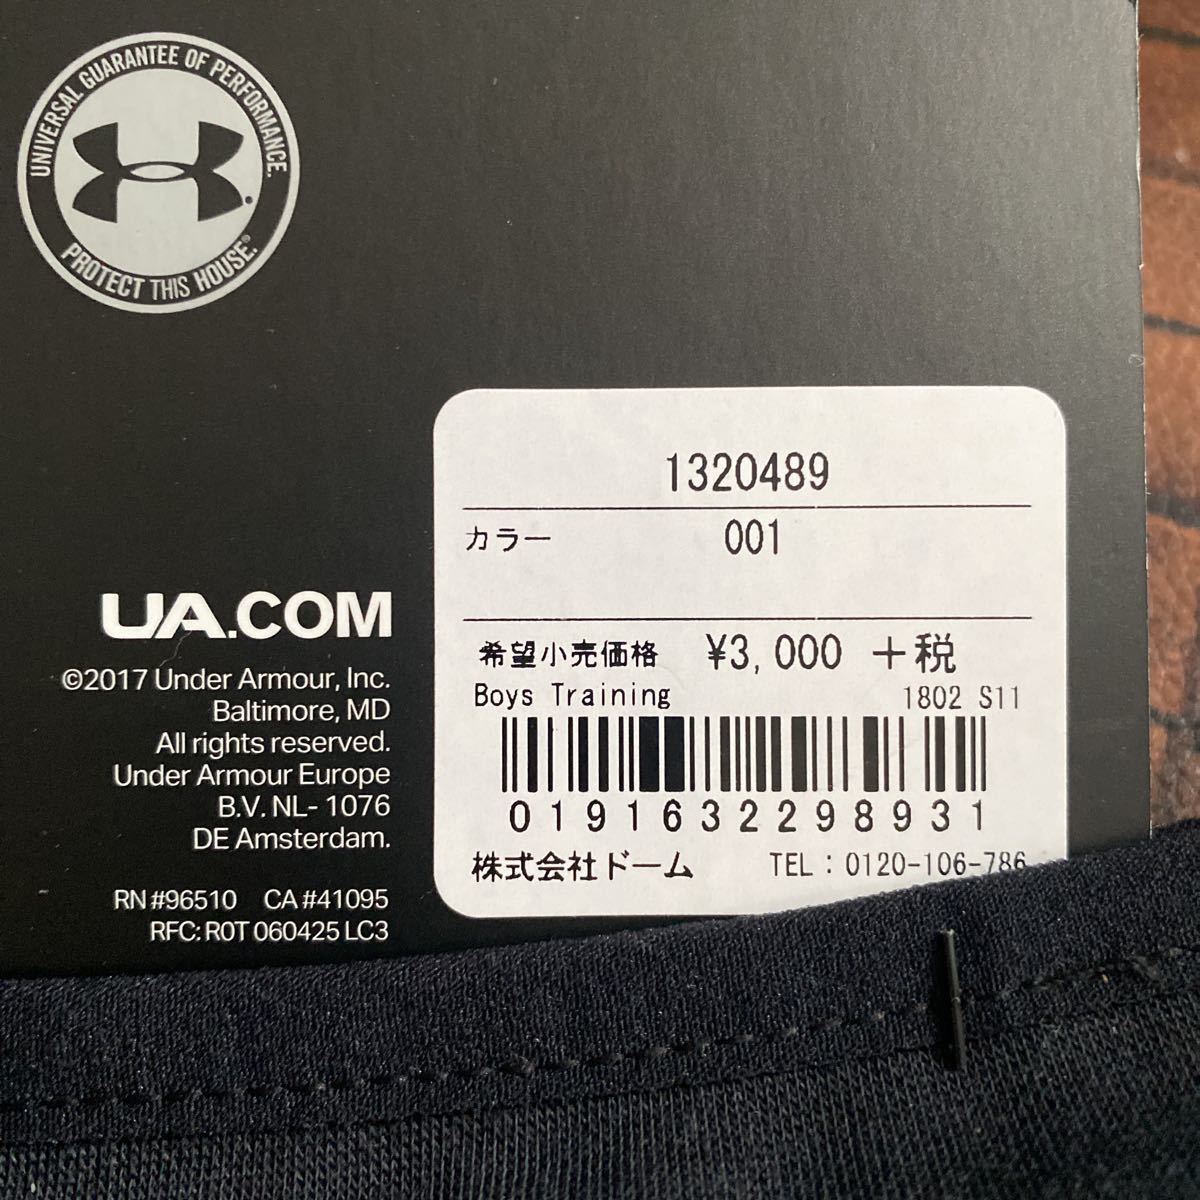 UNIVERSAL GUARANTEE OF PERFORMANCE.
PROTECT THIS HOUSE.®
UA.COM
©2017 Under Armour, Inc.
Baltimore, MD
All rights reserved.
Under Armour Europe
B.V. NL- 1076
DE Amsterdam.
RN #96510 CA #41095
RFC: R0T 060425 LC3
1320489
カラー 001
希望小売価格 ¥3,000 +税
Boys Training 1802 S11
0191632298931
株式会社ドーム TEL:0120-106-786